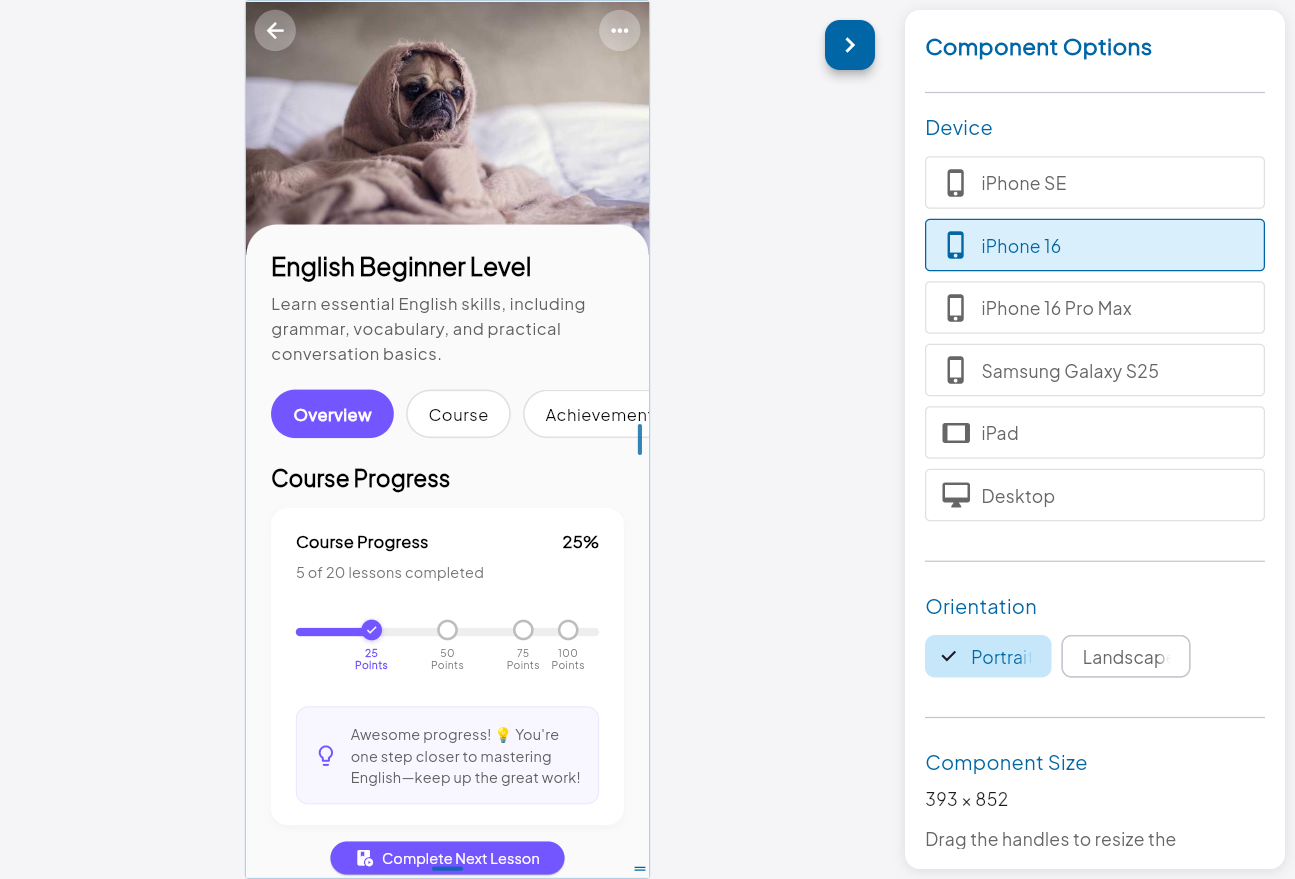 English Beginner Level
Learn essential English skills, including
grammar, vocabulary, and practical
conversation basics.
Overview
Course
Achievement
Course Progress
Course Progress
25%
5 of 20 lessons completed
25
Points
50
Points
75
Points
100
Points
Awesome progress! 💡 You're
one step closer to mastering
English—keep up the great work!
Complete Next Lesson
Component Options
Device
iPhone SE
iPhone 16
iPhone 16 Pro Max
Samsung Galaxy S25
iPad
Desktop
Orientation
Portrait
Landscap
Component Size
393 × 852
Drag the handles to resize the